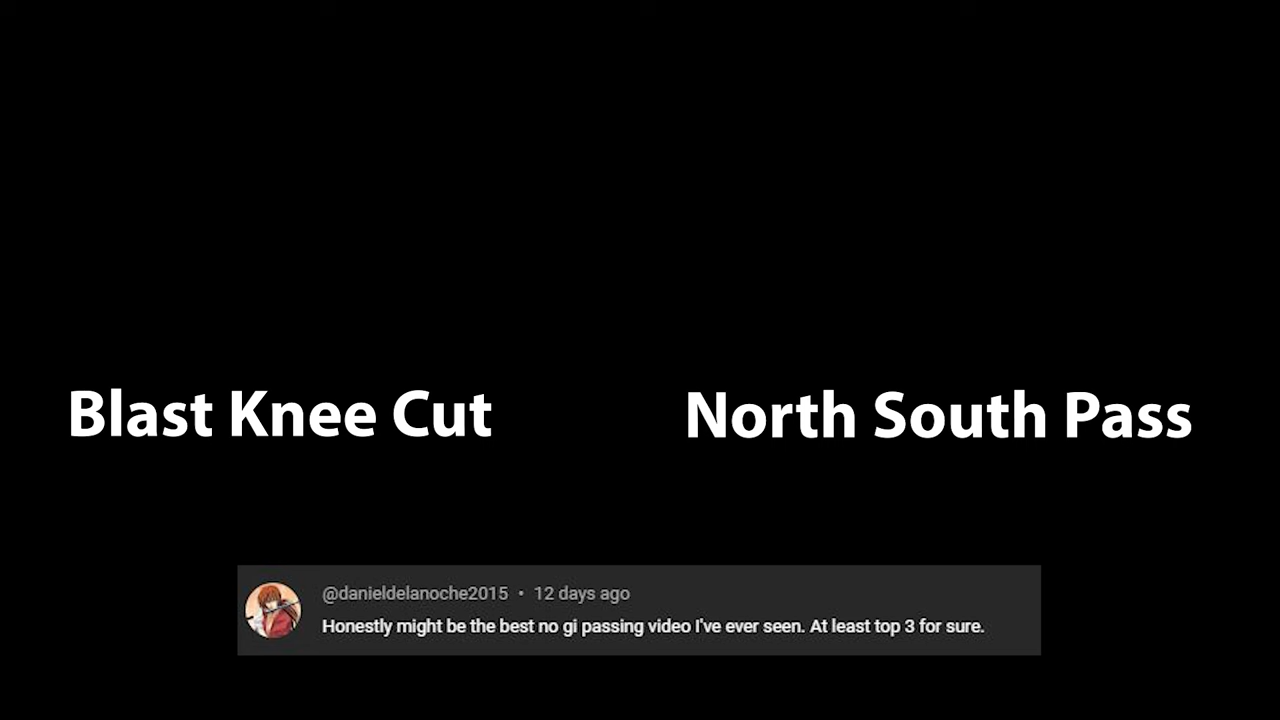 Blast Knee Cut
North South Pass
@danieldelanoche2015 • 12 days ago
Honestly might be the best no gi passing video I've ever seen. At least top 3 for sure.